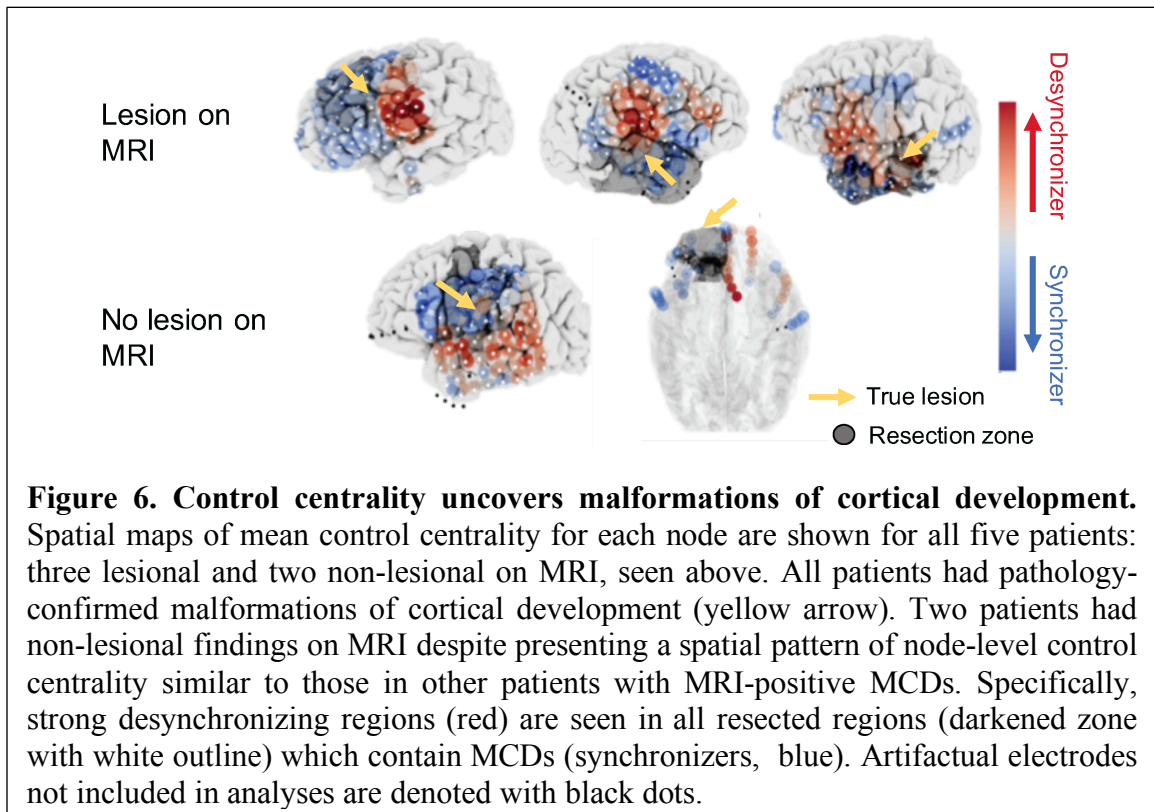 Lesion on
MRI
Desynchronizer
Synchronizer
No lesion on
MRI
True lesion
Resection zone
Figure 6. Control centrality uncovers malformations of cortical development.
Spatial maps of mean control centrality for each node are shown for all five patients:
three lesional and two non-lesional on MRI, seen above. All patients had pathology-
confirmed malformations of cortical development (yellow arrow). Two patients had
non-lesional findings on MRI despite presenting a spatial pattern of node-level control
centrality similar to those in other patients with MRI-positive MCDs. Specifically,
strong desynchronizing regions (red) are seen in all resected regions (darkened zone
with white outline) which contain MCDs (synchronizers, blue). Artifactual electrodes
not included in analyses are denoted with black dots.